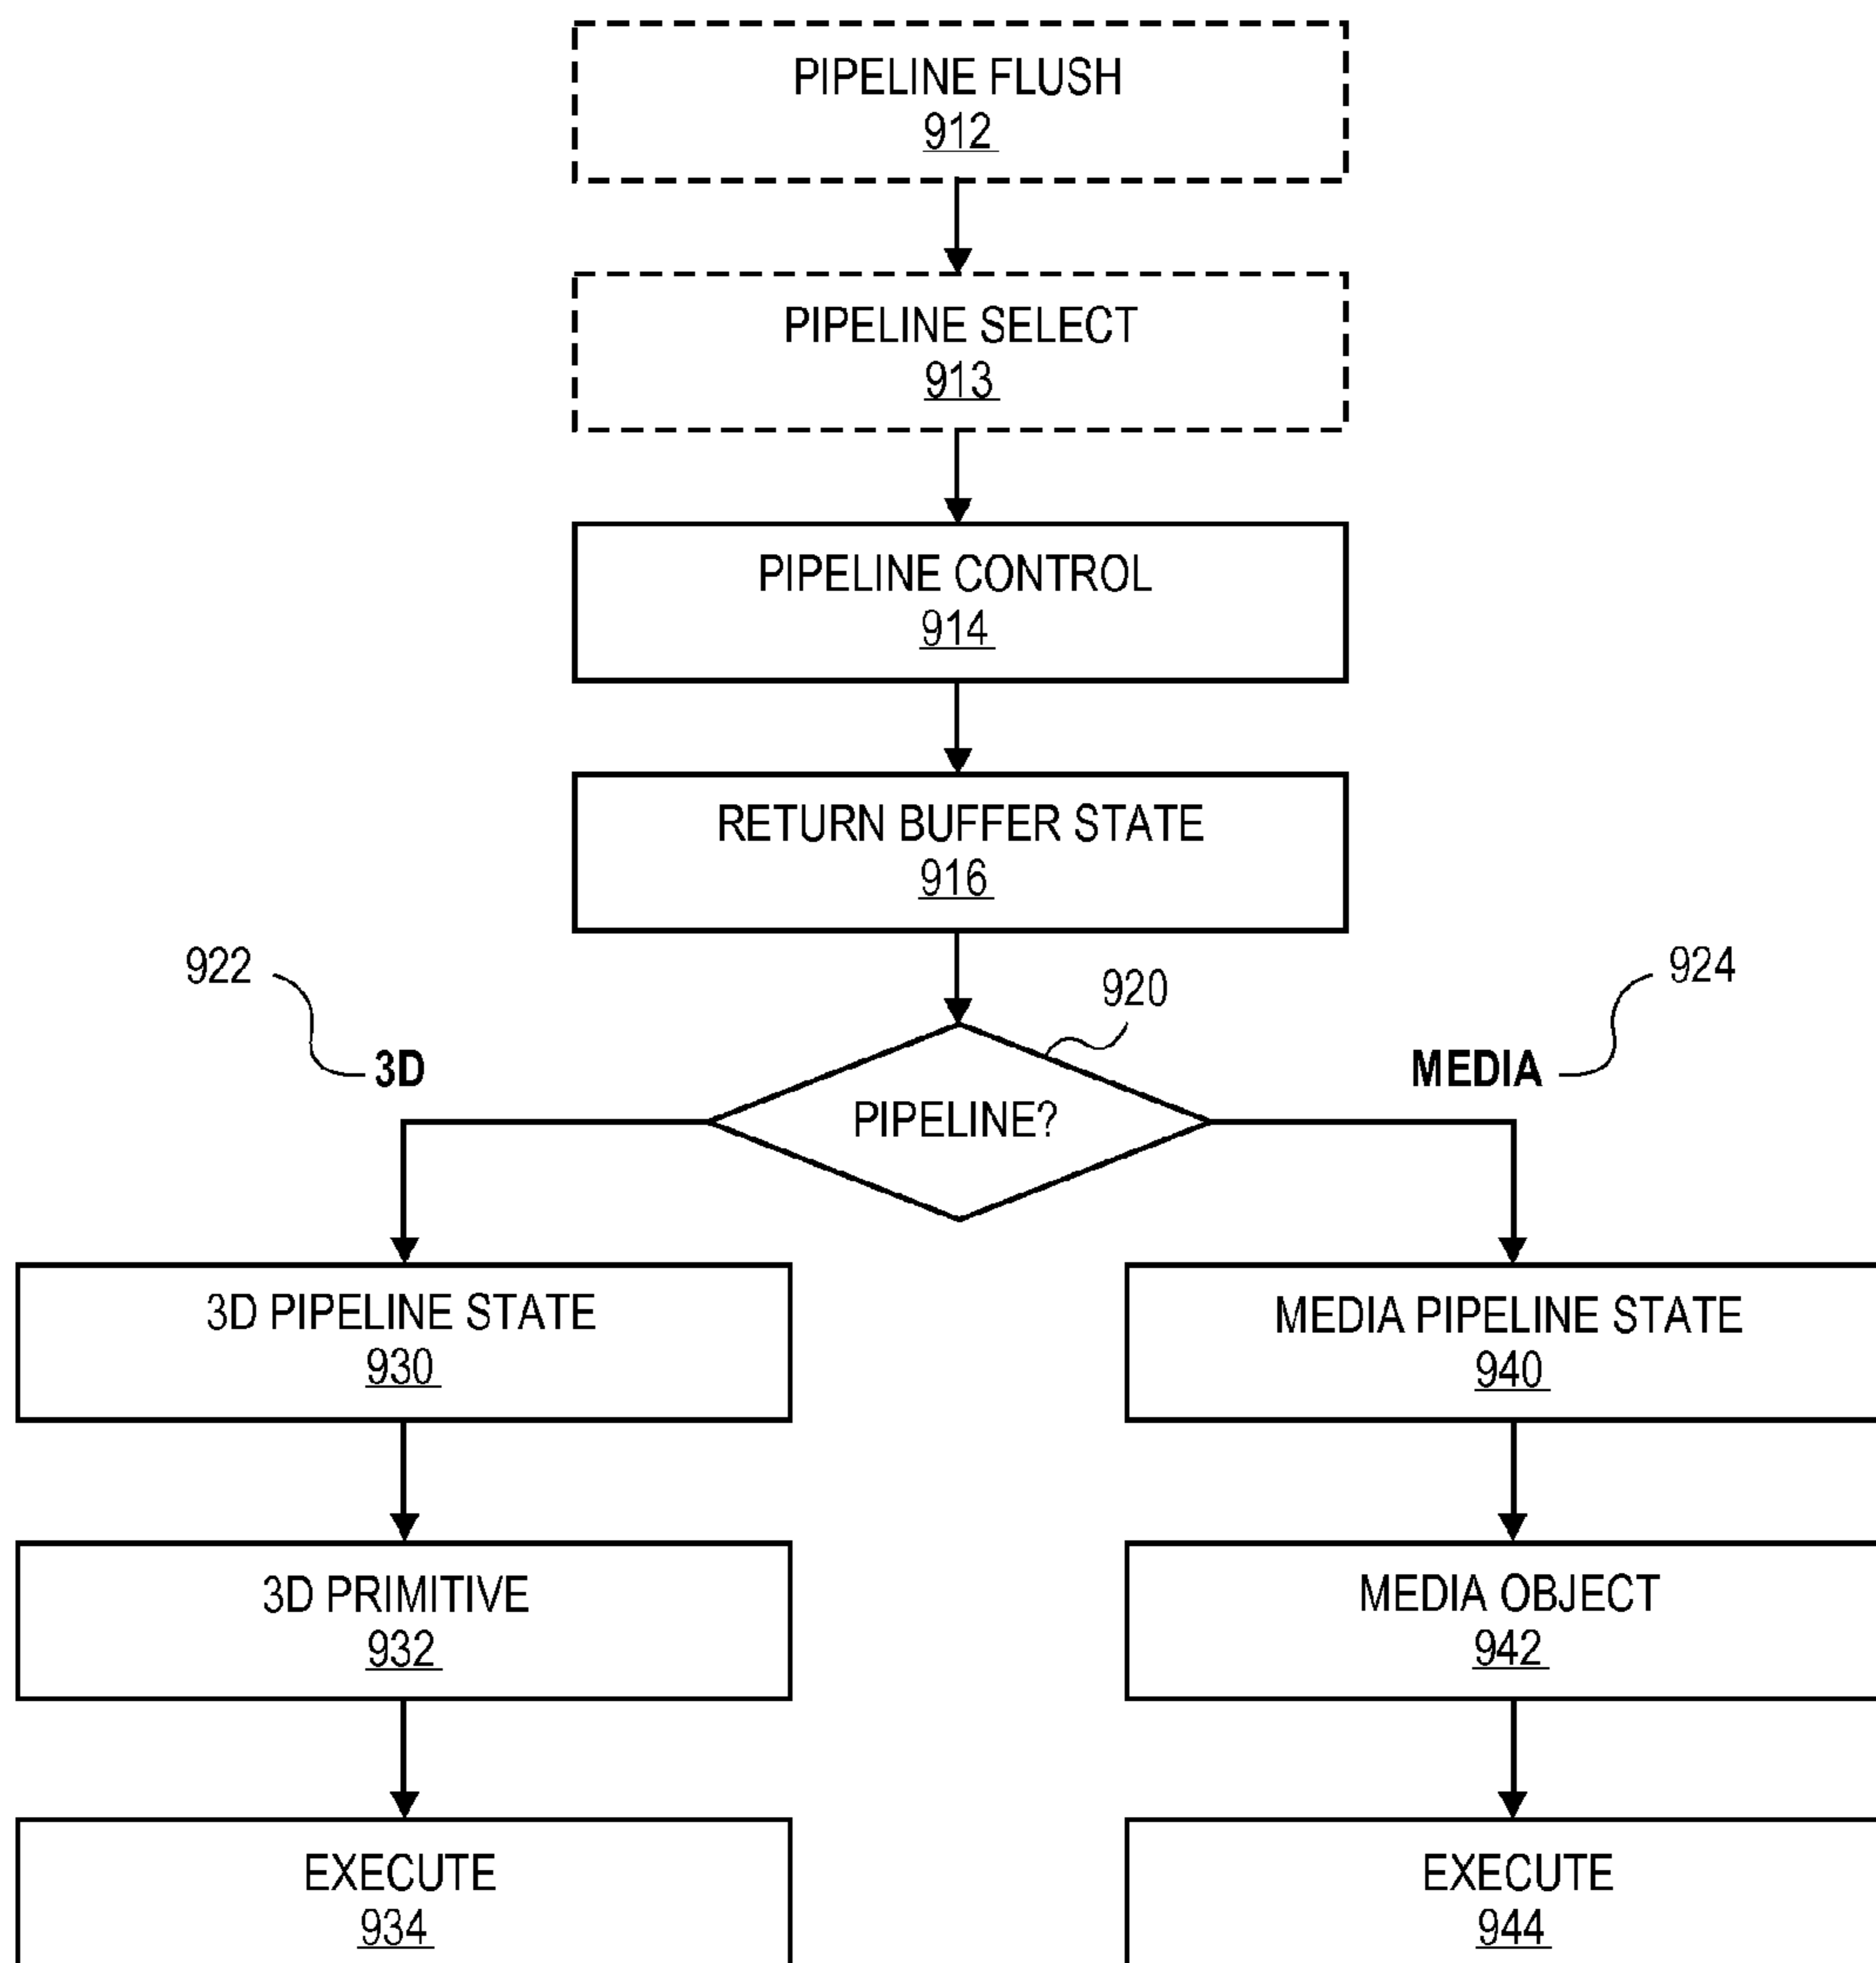 PIPELINE FLUSH
912
PIPELINE SELECT
913
PIPELINE CONTROL
914
RETURN BUFFER STATE
916
922
920
924
3D
MEDIA
PIPELINE?
3D PIPELINE STATE
930
MEDIA PIPELINE STATE
940
3D PRIMITIVE
932
MEDIA OBJECT
942
EXECUTE
934
EXECUTE
944